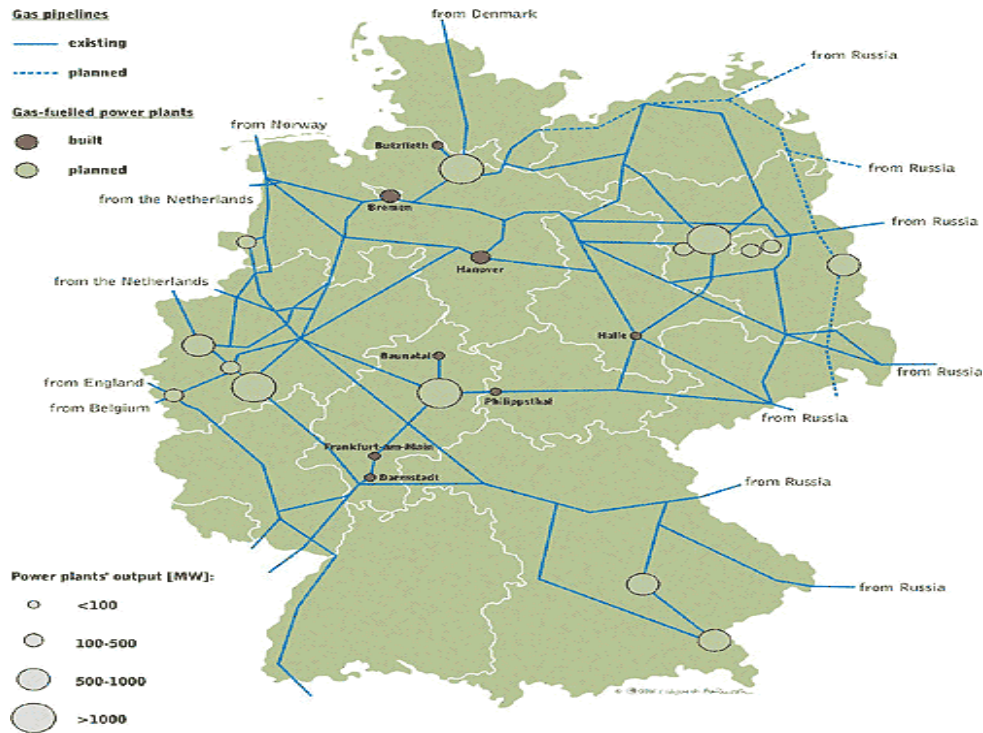 Gas pipelines
existing
planned
Gas-fuelled power plants
built
planned
from Denmark
from Russia
from Norway
Butzfleth
from Russia
from the Netherlands
Bremen
from Russia
Hanover
from the Netherlands
Halle
Baunatal
from Russia
from England
from Belgium
Philippsthal
from Russia
Frankfurt-am-Main
Darmstadt
from Russia
from Russia
Power plants' output [MW]:
<100
100-500
500-1000
>1000